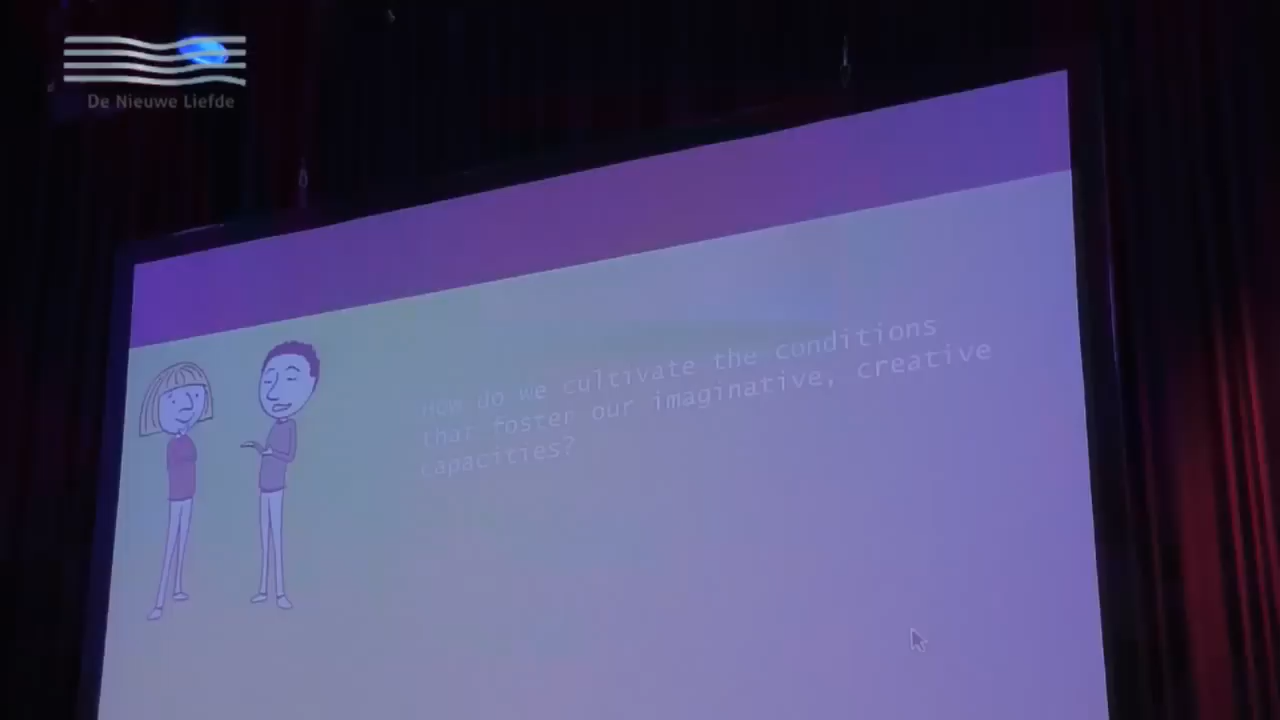 De Nieuwe Liefde
How do we cultivate the conditions
that foster our imaginative, creative
capacities?